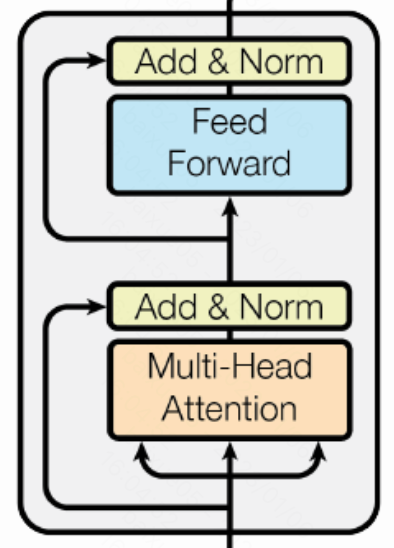 Add & Norm
Feed
Forward
Add & Norm
Multi-Head
Attention